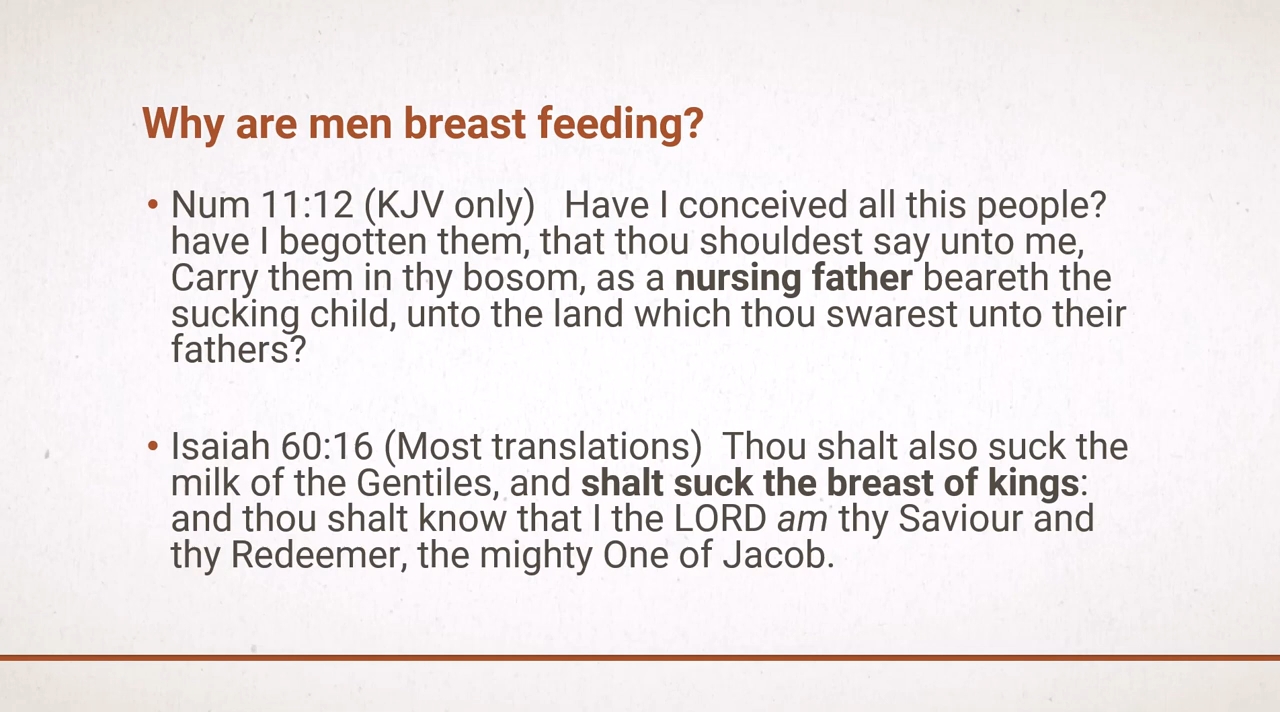 Why are men breast feeding?
• Num 11:12 (KJV only) Have I conceived all this people?
have I begotten them, that thou shouldest say unto me,
Carry them in thy bosom, as a nursing father beareth the
sucking child, unto the land which thou swarest unto their
fathers?
• Isaiah 60:16 (Most translations) Thou shalt also suck the
milk of the Gentiles, and shalt suck the breast of kings:
and thou shalt know that I the LORD am thy Saviour and
thy Redeemer, the mighty One of Jacob.